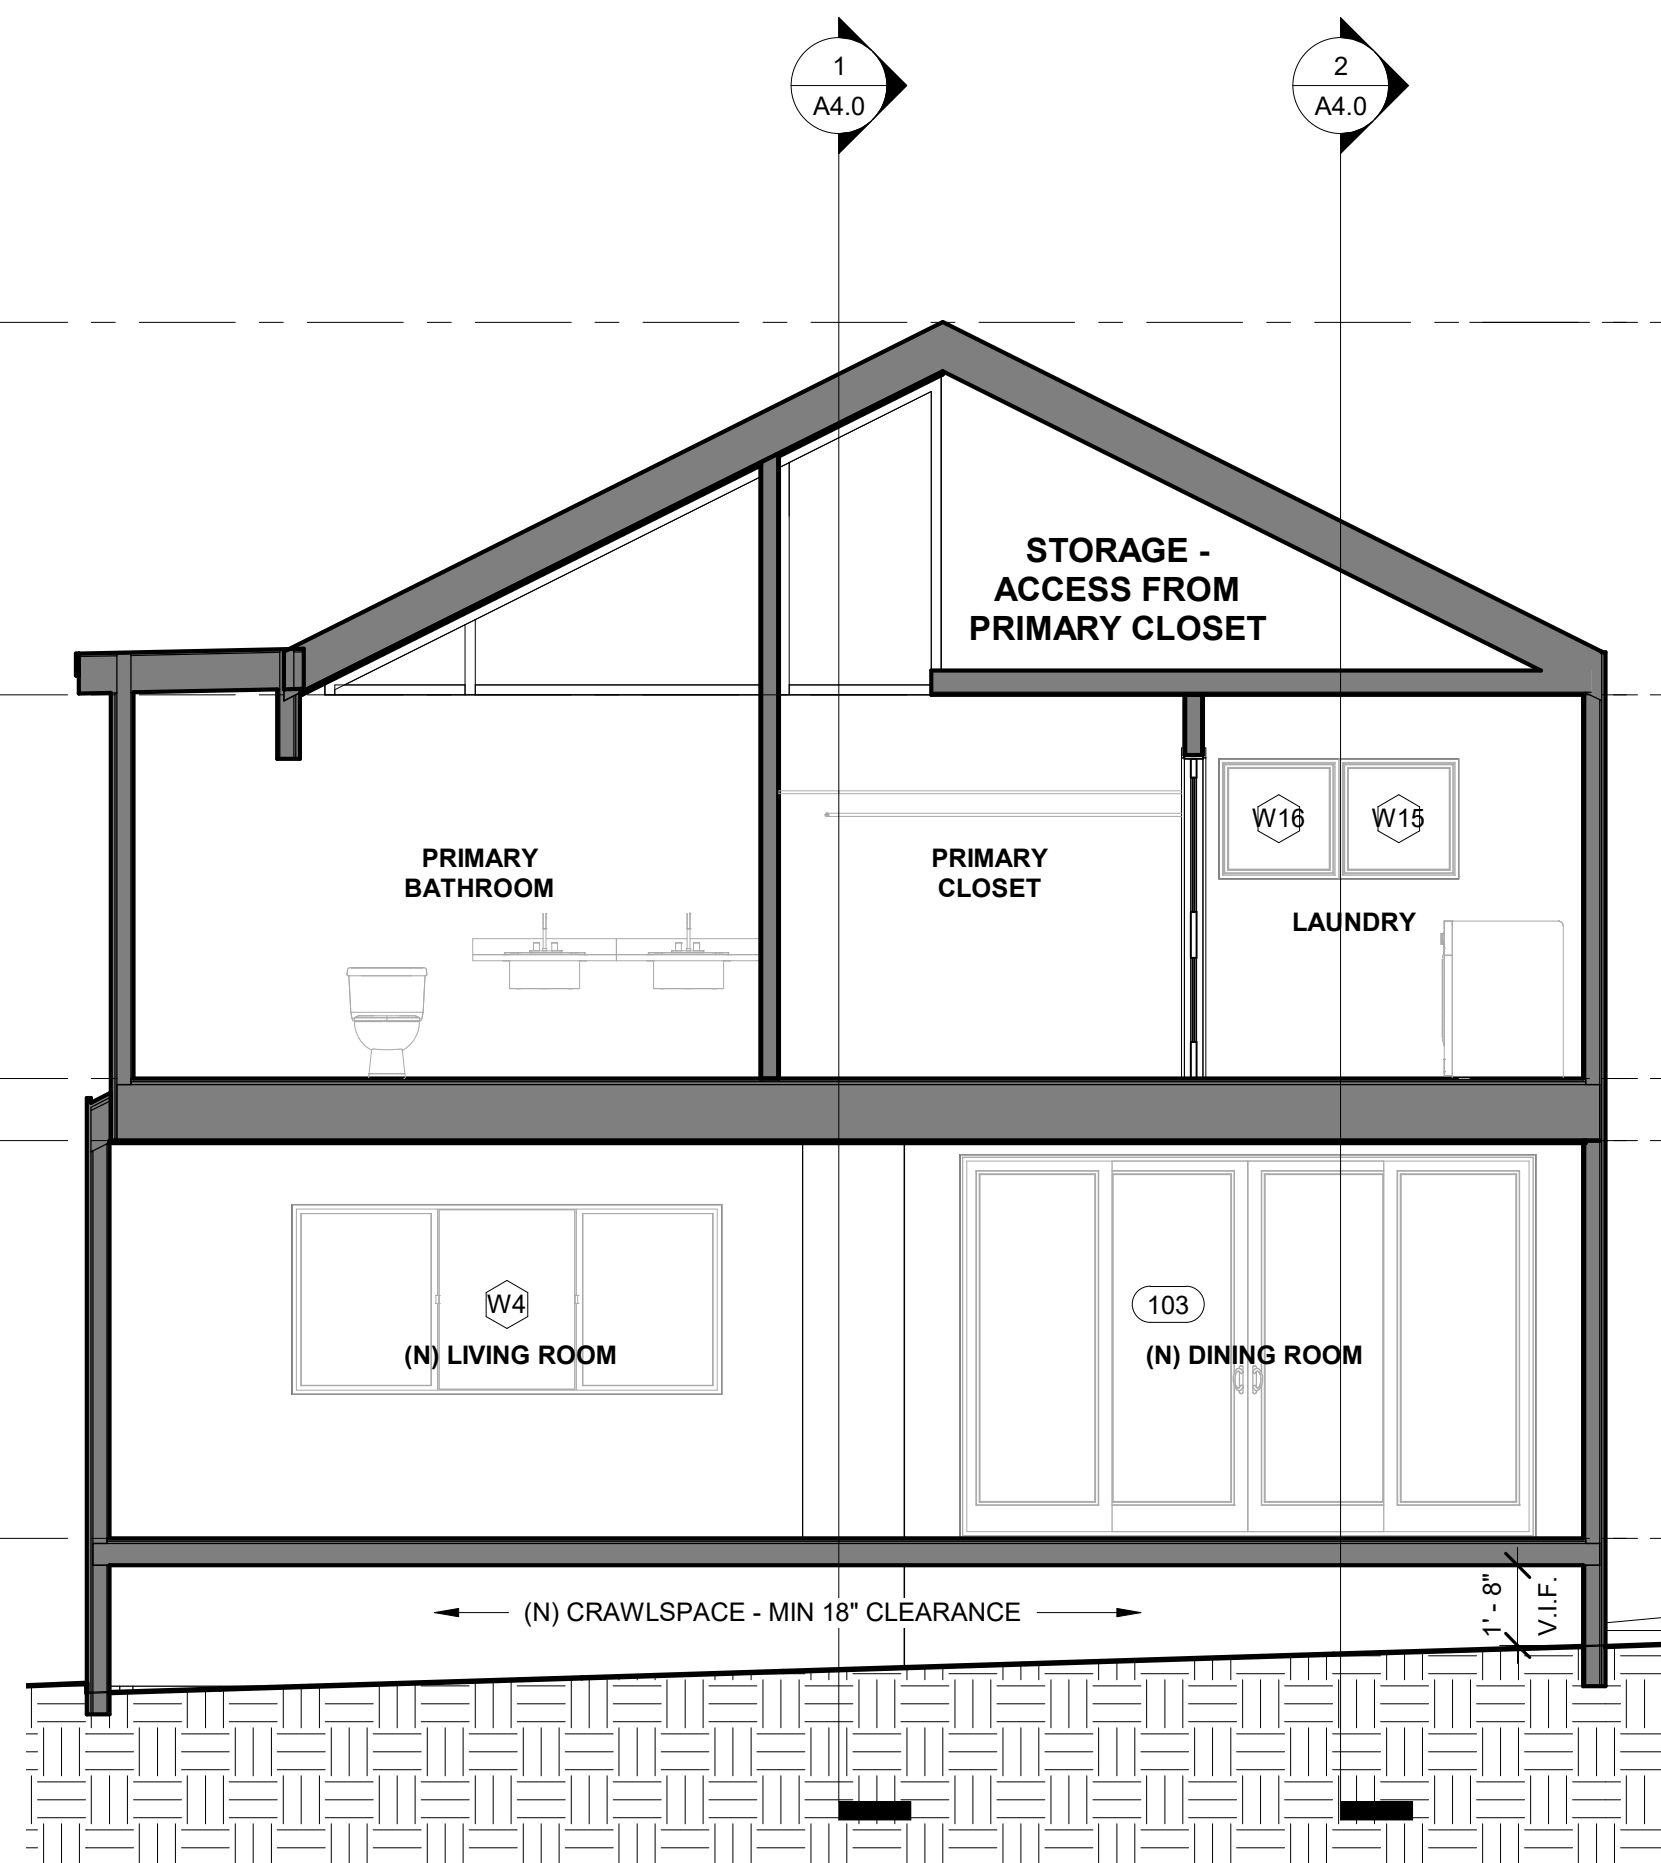 1
A4.0
2
A4.0
STORAGE -
ACCESS FROM
PRIMARY CLOSET
W16
W15
PRIMARY
BATHROOM
PRIMARY
CLOSET
LAUNDRY
W4
103
(N) LIVING ROOM
(N) DINING ROOM
(N) CRAWLSPACE - MIN 18" CLEARANCE
1' - 8"
V.I.F.